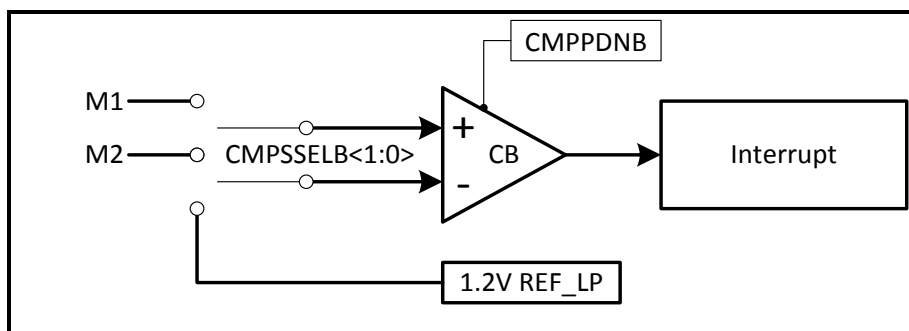 CMPPDNB
M1
+
M2
CMPSSELB<1:0>
CB
Interrupt
-
1.2V REF_LP